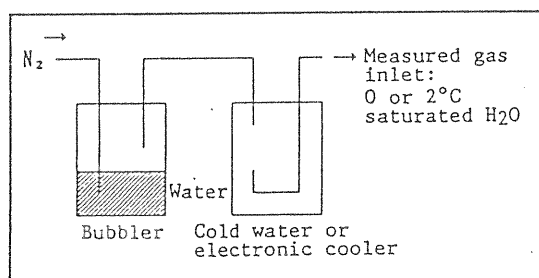 N₂
Measured gas
inlet:
0 or 2°C
saturated H₂O
Water
Bubbler
Cold water or
electronic cooler